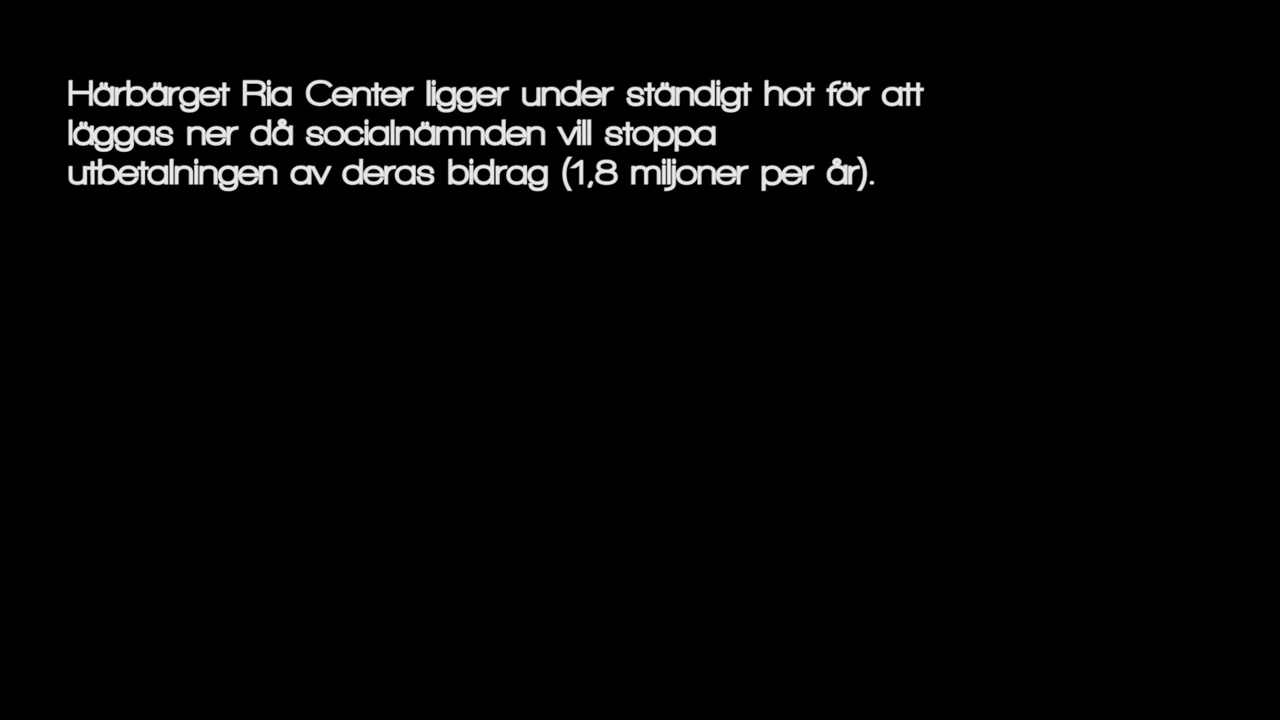 Härbärget Ria Center ligger under ständigt hot för att
läggas ner då socialnämnden vill stoppa
utbetalningen av deras bidrag (1,8 miljoner per år).